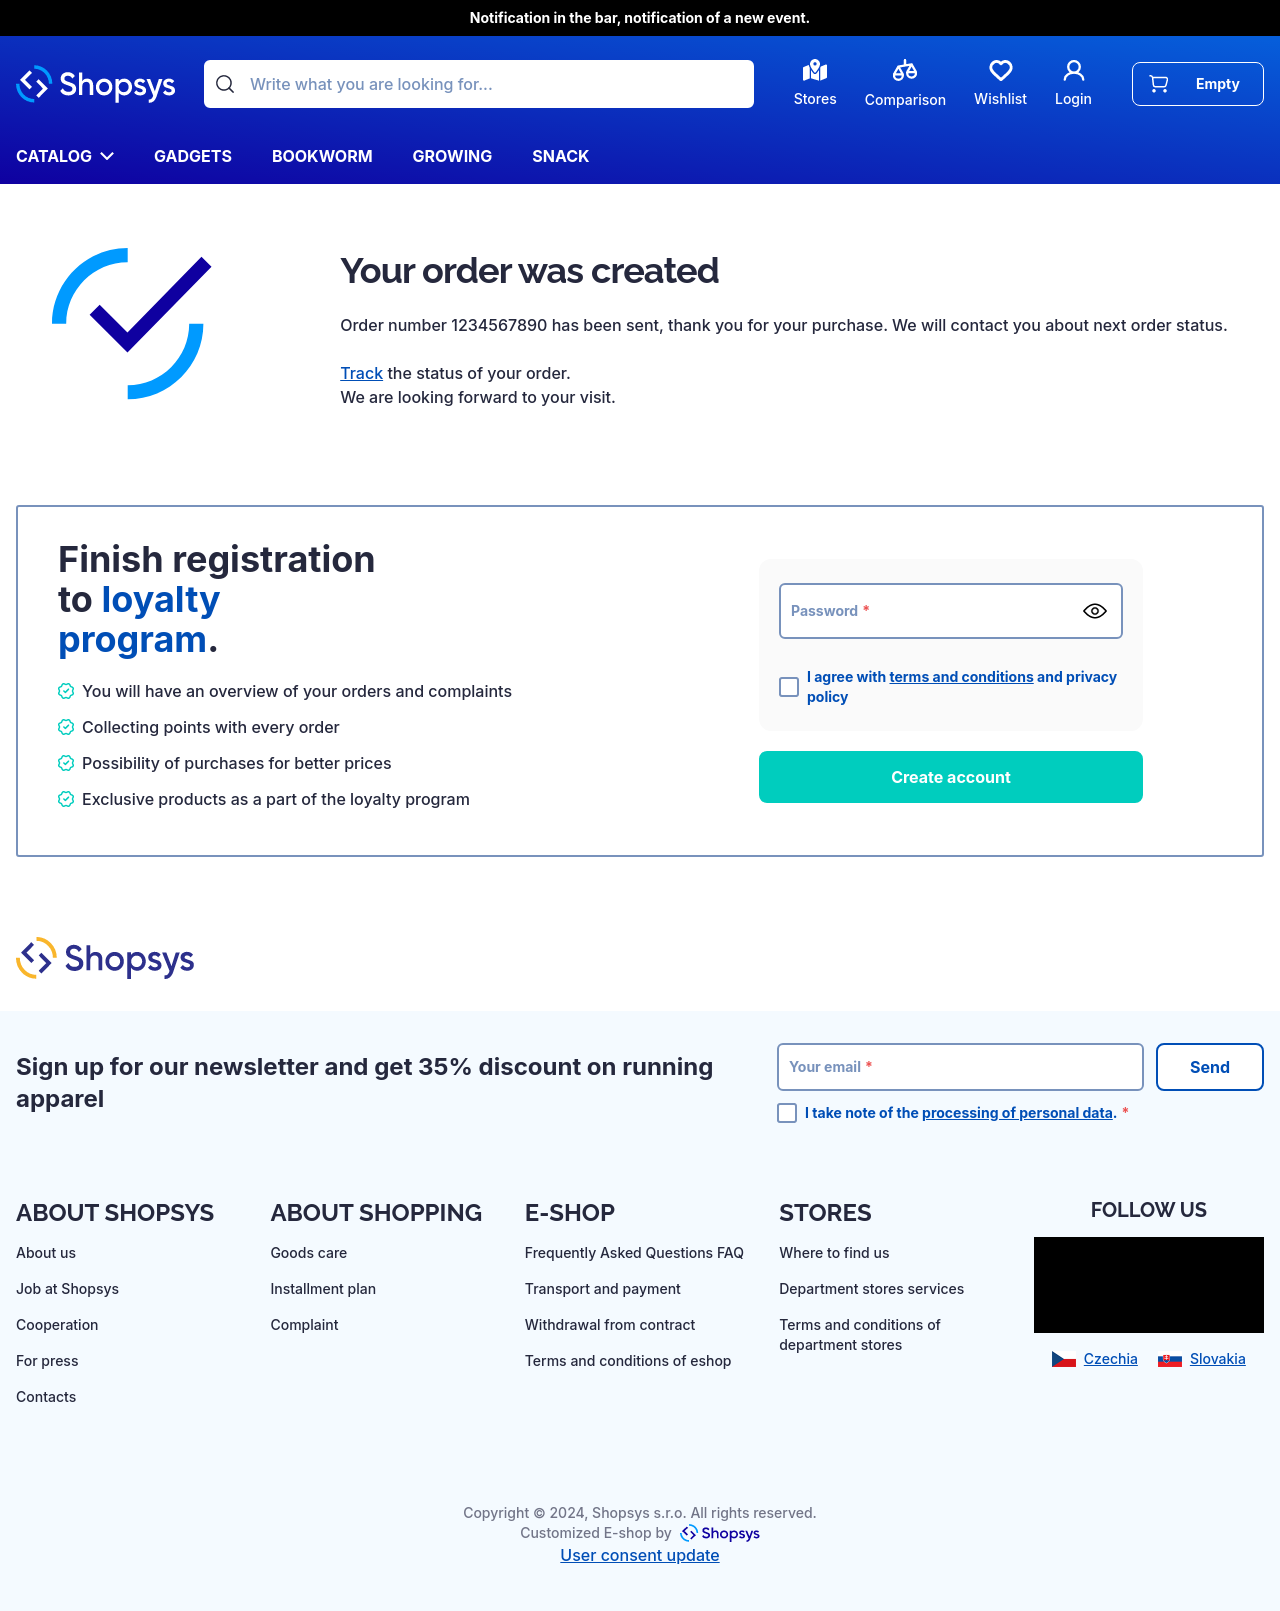 Notification in the bar, notification of a new event.
Shopsys
Write what you are looking for...
Stores
Comparison
Wishlist
Login
Empty
CATALOG
GADGETS
BOOKWORM
GROWING
SNACK
Your order was created
Order number 1234567890 has been sent, thank you for your purchase. We will contact you about next order status.
Track the status of your order.
We are looking forward to your visit.
Finish registration
to loyalty
program.
You will have an overview of your orders and complaints
Collecting points with every order
Possibility of purchases for better prices
Exclusive products as a part of the loyalty program
Password *
I agree with terms and conditions and privacy
policy
Create account
Shopsys
Sign up for our newsletter and get 35% discount on running
apparel
Your email *
Send
I take note of the processing of personal data. *
ABOUT SHOPSYS
About us
Job at Shopsys
Cooperation
For press
Contacts
ABOUT SHOPPING
Goods care
Installment plan
Complaint
E-SHOP
Frequently Asked Questions FAQ
Transport and payment
Withdrawal from contract
Terms and conditions of eshop
STORES
Where to find us
Department stores services
Terms and conditions of
department stores
FOLLOW US
Czechia
Slovakia
Copyright © 2024, Shopsys s.r.o. All rights reserved.
Customized E-shop by Shopsys
User consent update